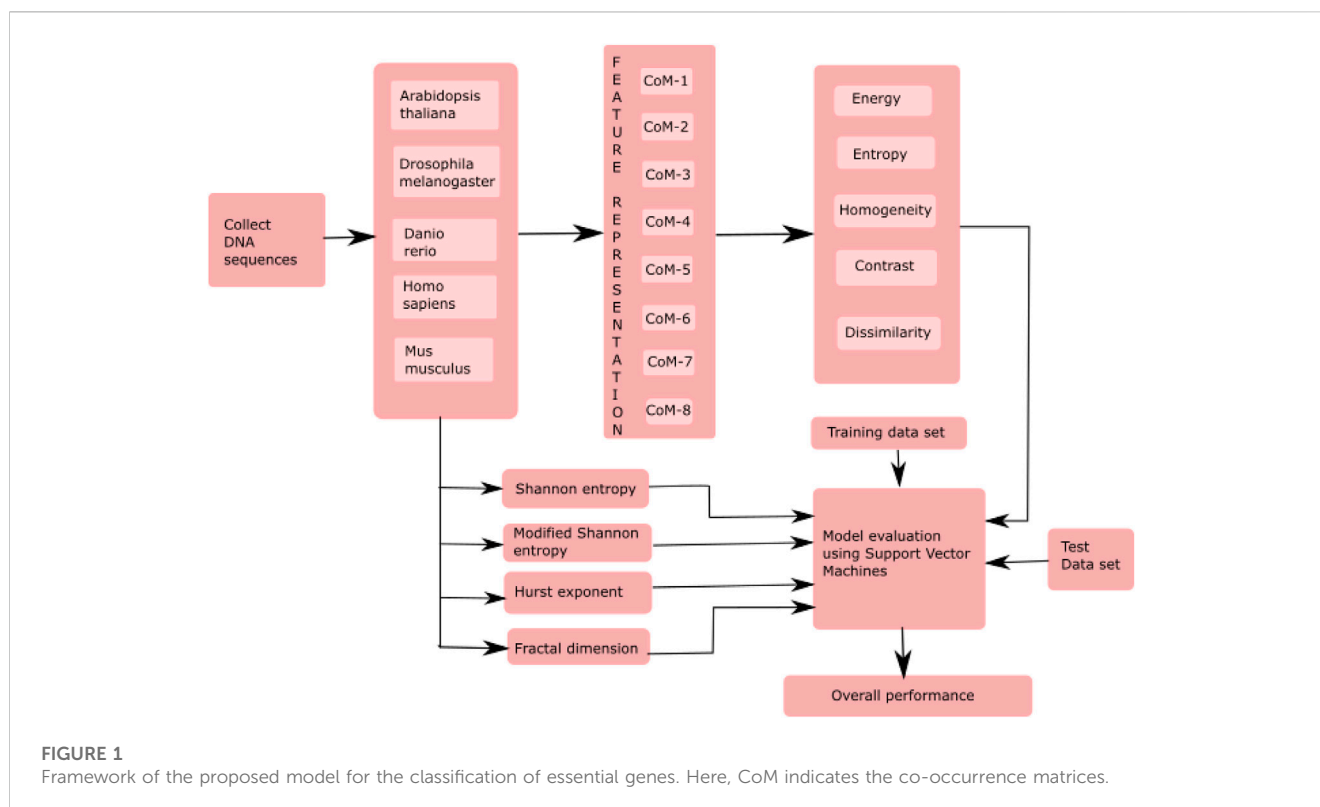 Collect
DNA
sequences
Arabidopsis
thaliana
Drosophila
melanogaster
Danio
rerio
Homo
sapiens
Mus
musculus
FEATURE REPRESENTATION
CoM-1
CoM-2
CoM-3
CoM-4
CoM-5
CoM-6
CoM-7
CoM-8
Energy
Entropy
Homogeneity
Contrast
Dissimilarity
Shannon entropy
Modified Shannon
entropy
Hurst exponent
Fractal dimension
Training data set
Model evaluation
using Support Vector
Machines
Test
Data set
Overall performance
FIGURE 1
Framework of the proposed model for the classification of essential genes. Here, CoM indicates the co-occurrence matrices.